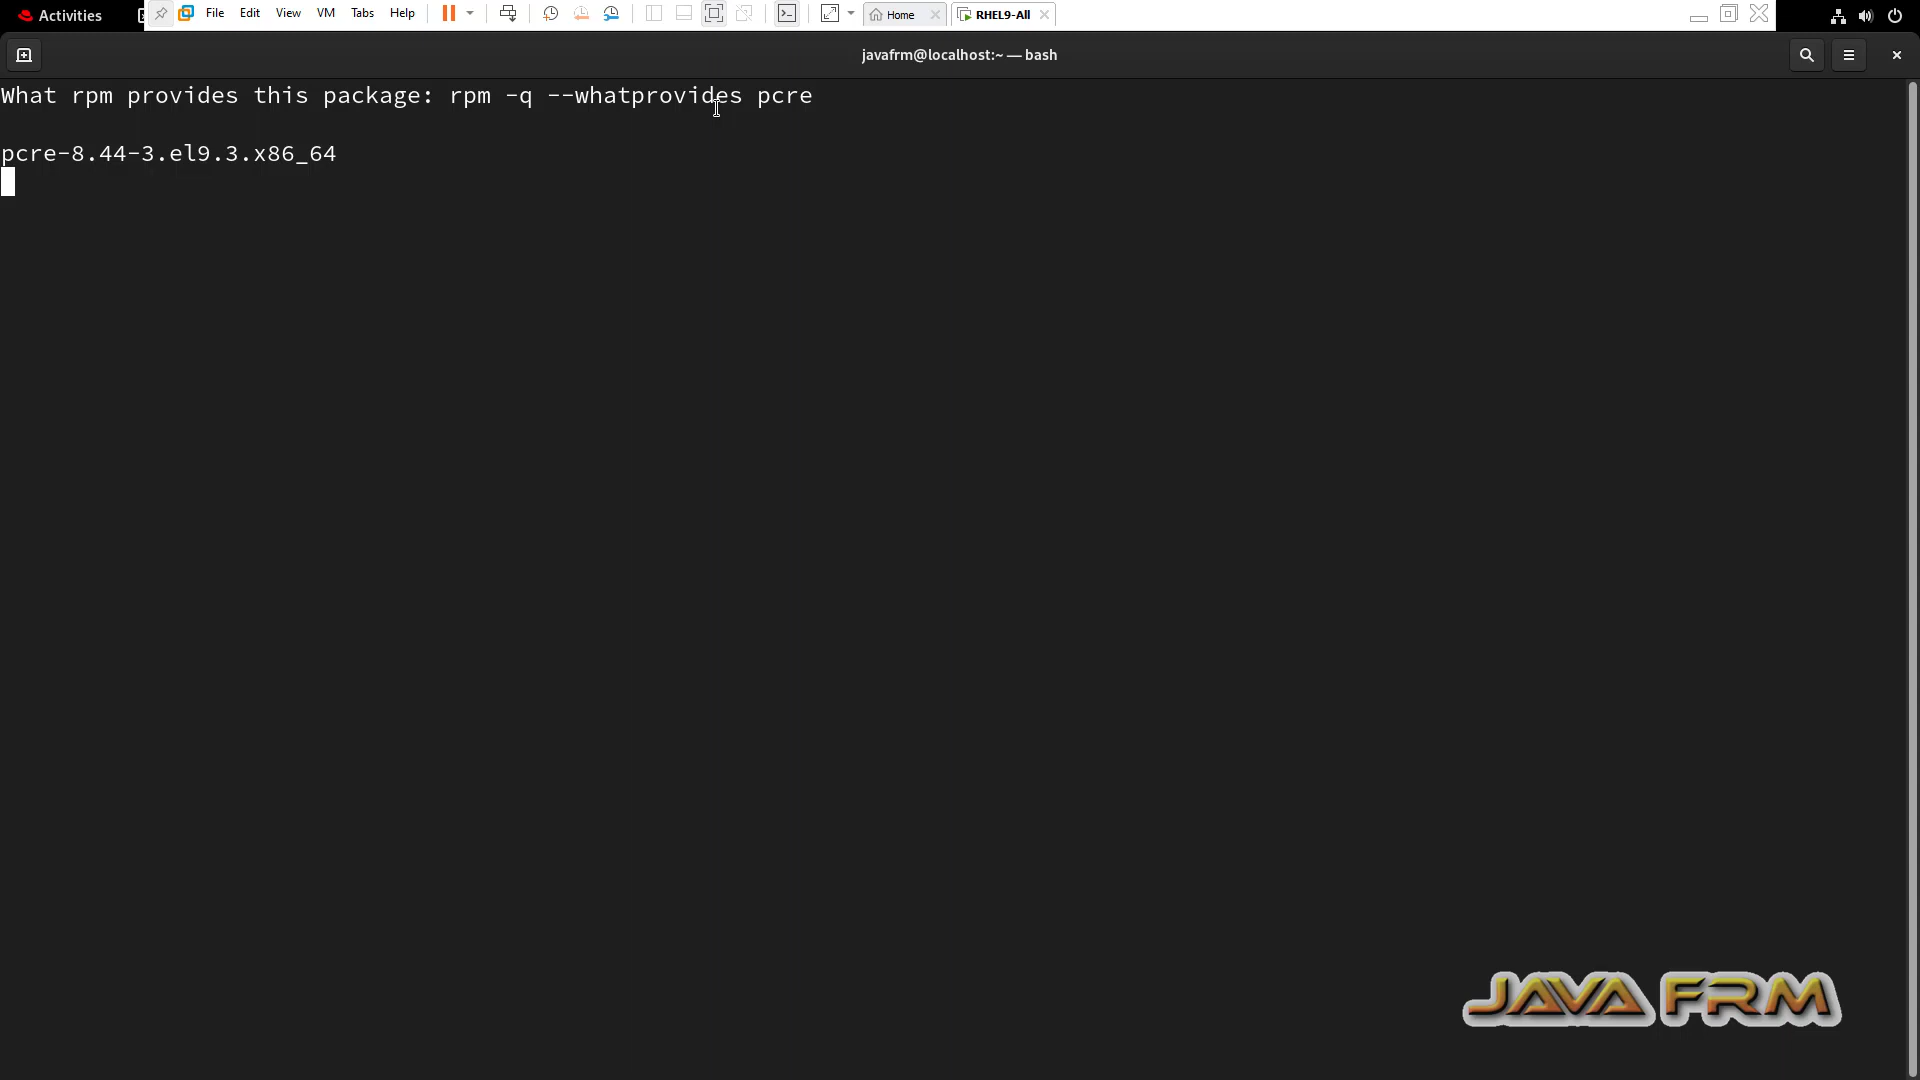 Activities
File Edit View VM Tabs Help
Home
RHEL9-All
javafrm@localhost:~ — bash
What rpm provides this package: rpm -q --whatprovides pcre
pcre-8.44-3.el9.3.x86_64
JAVA FRM